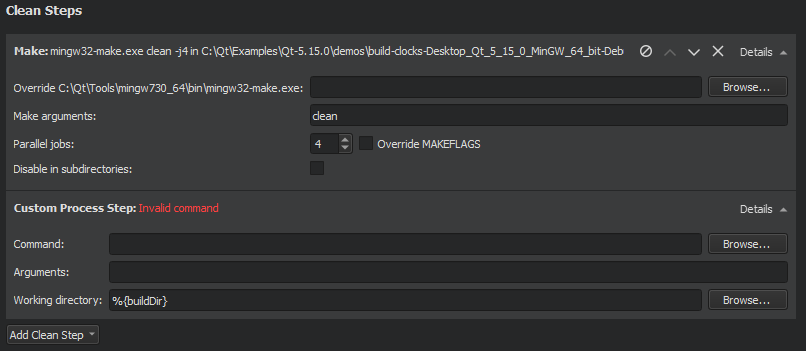 Clean Steps
Make: mingw32-make.exe clean -j4 in C:\Qt\Examples\Qt-5.15.0\demos\build-clocks-Desktop_Qt_5_15_0_MinGW_64_bit-Deb Details
Override C:\Qt\Tools\mingw730_64\bin\mingw32-make.exe: Browse...
Make arguments: clean
Parallel jobs: 4 Override MAKEFLAGS
Disable in subdirectories:
Custom Process Step: Invalid command Details
Command: Browse...
Arguments:
Working directory: %{buildDir} Browse...
Add Clean Step